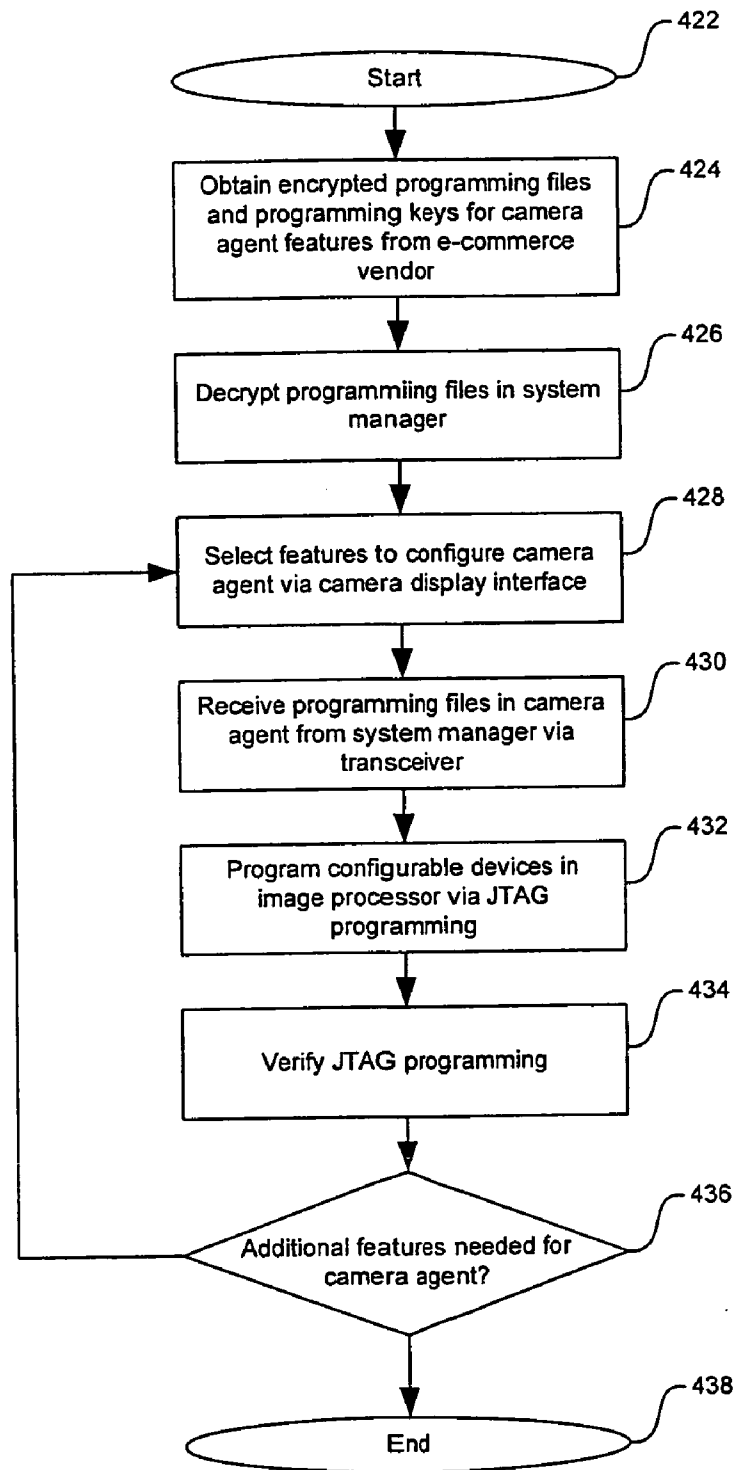 422
Start
424
Obtain encrypted programming files
and programming keys for camera
agent features from e-commerce
vendor
426
Decrypt programmiing files in system
manager
428
Select features to configure camera
agent via camera display interface
430
Receive programming files in camera
agent from system manager via
transceiver
432
Program configurable devices in
image processor via JTAG
programming
434
Verify JTAG programming
436
Additional features needed for
camera agent?
438
End